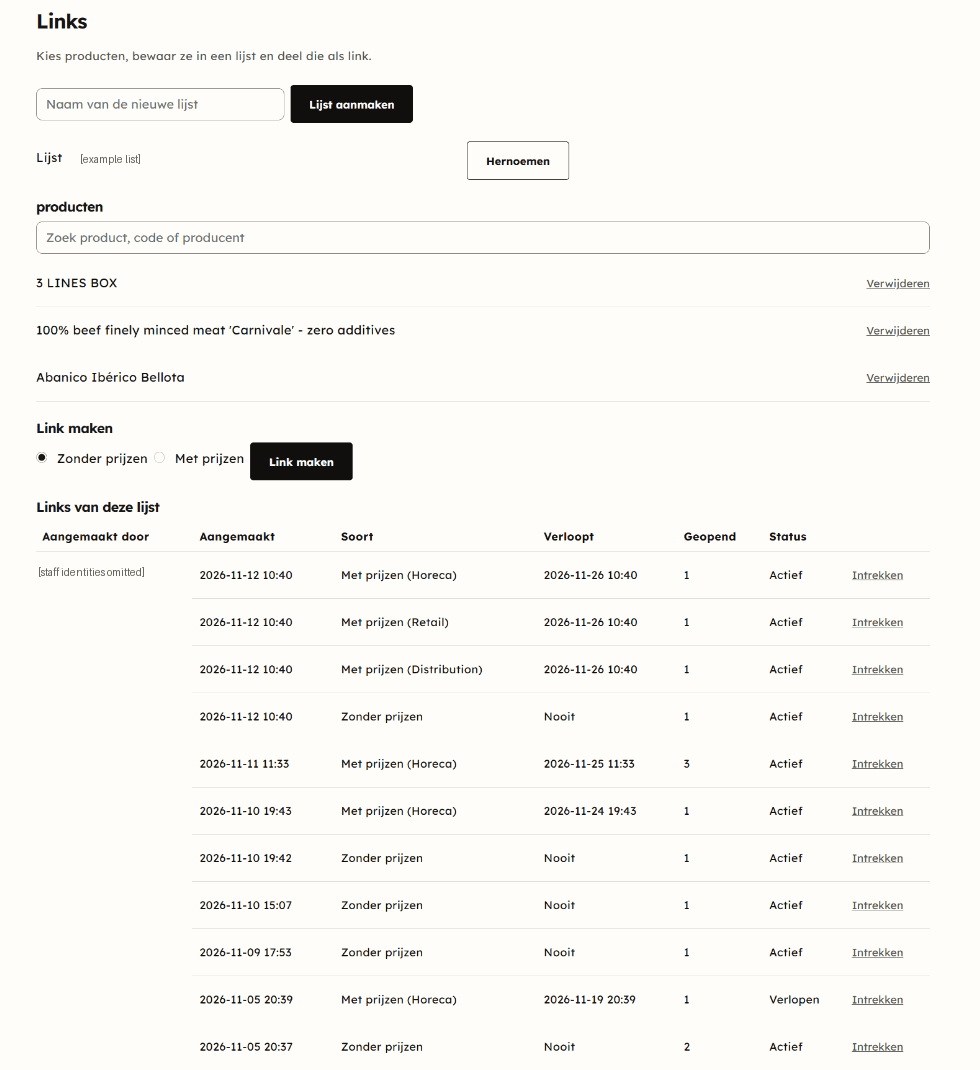 Links
Kies producten, bewaar ze in een lijst en deel die als link.
Naam van de nieuwe lijst Lijst aanmaken
Lijst [example list] Hernoemen
producten
Zoek product, code of producent
3 LINES BOX Verwijderen
100% beef finely minced meat 'Carnivale' - zero additives Verwijderen
Abanico Ibérico Bellota Verwijderen
Link maken
Zonder prijzen Met prijzen Link maken
Links van deze lijst
Aangemaakt door Aangemaakt Soort Verloopt Geopend Status
[staff identities omitted] 2026-11-12 10:40 Met prijzen (Horeca) 2026-11-26 10:40 1 Actief Intrekken
2026-11-12 10:40 Met prijzen (Retail) 2026-11-26 10:40 1 Actief Intrekken
2026-11-12 10:40 Met prijzen (Distribution) 2026-11-26 10:40 1 Actief Intrekken
2026-11-12 10:40 Zonder prijzen Nooit 1 Actief Intrekken
2026-11-11 11:33 Met prijzen (Horeca) 2026-11-25 11:33 3 Actief Intrekken
2026-11-10 19:43 Met prijzen (Horeca) 2026-11-24 19:43 1 Actief Intrekken
2026-11-10 19:42 Zonder prijzen Nooit 1 Actief Intrekken
2026-11-10 15:07 Zonder prijzen Nooit 1 Actief Intrekken
2026-11-09 17:53 Zonder prijzen Nooit 1 Actief Intrekken
2026-11-05 20:39 Met prijzen (Horeca) 2026-11-19 20:39 1 Verlopen Intrekken
2026-11-05 20:37 Zonder prijzen Nooit 2 Actief Intrekken